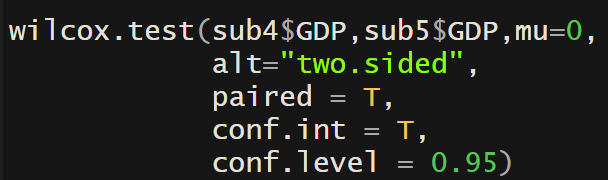 wilcox.test(sub4$GDP,sub5$GDP,mu=0,
alt="two.sided",
paired = T,
conf.int = T,
conf.level = 0.95)